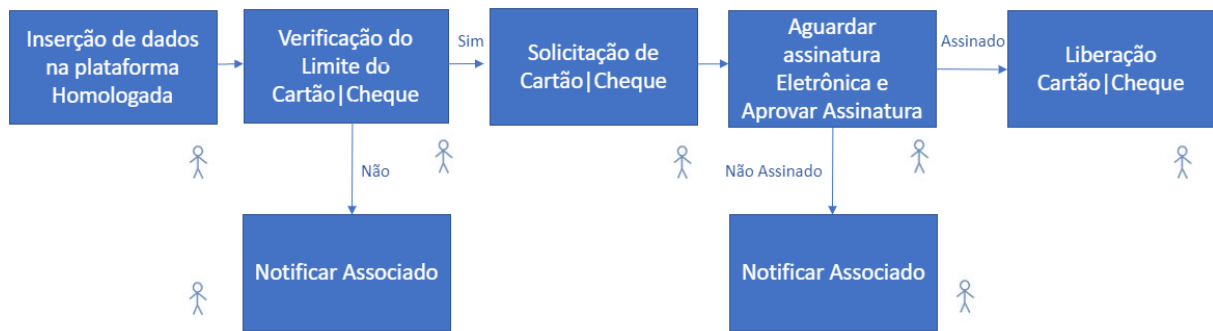 Inserção de dados
na plataforma
Homologada
Verificação do
Limite do
Cartão|Cheque
Sim
Solicitação de
Cartão|Cheque
Aguardar
assinatura
Eletrônica e
Aprovar Assinatura
Assinado
Liberação
Cartão|Cheque
Não
Não Assinado
Notificar Associado
Notificar Associado